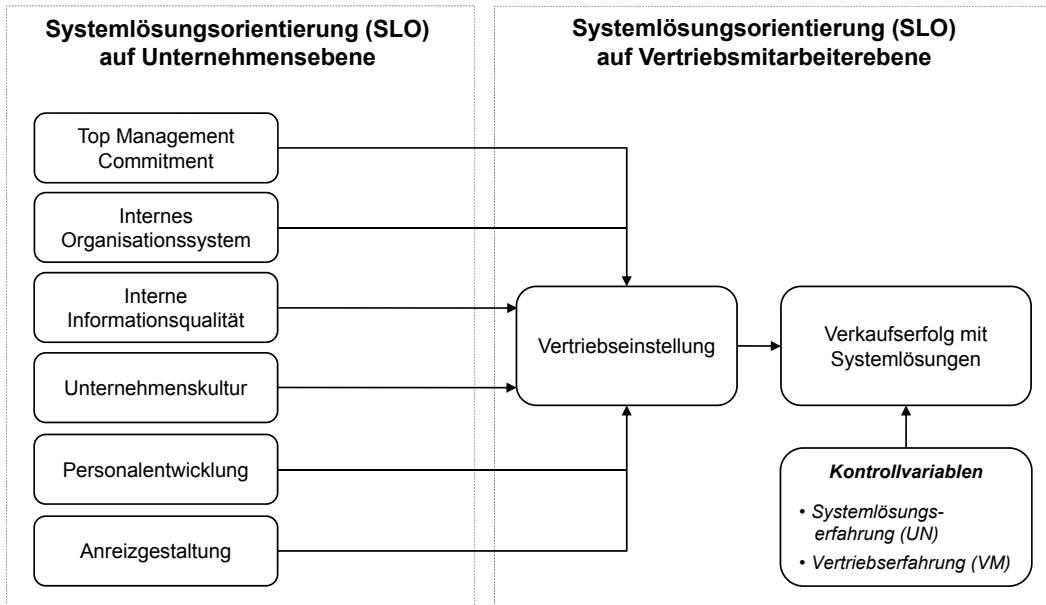 Systemlösungsorientierung (SLO)
auf Unternehmensebene
Systemlösungsorientierung (SLO)
auf Vertriebsmitarbeiterebene
Top Management
Commitment
Internes
Organisationssystem
Interne
Informationsqualität
Unternehmenskultur
Personalentwicklung
Anreizgestaltung
Vertriebseinstellung
Verkaufserfolg mit
Systemlösungen
Kontrollvariablen
• Systemlösungs-
erfahrung (UN)
• Vertriebserfahrung (VM)